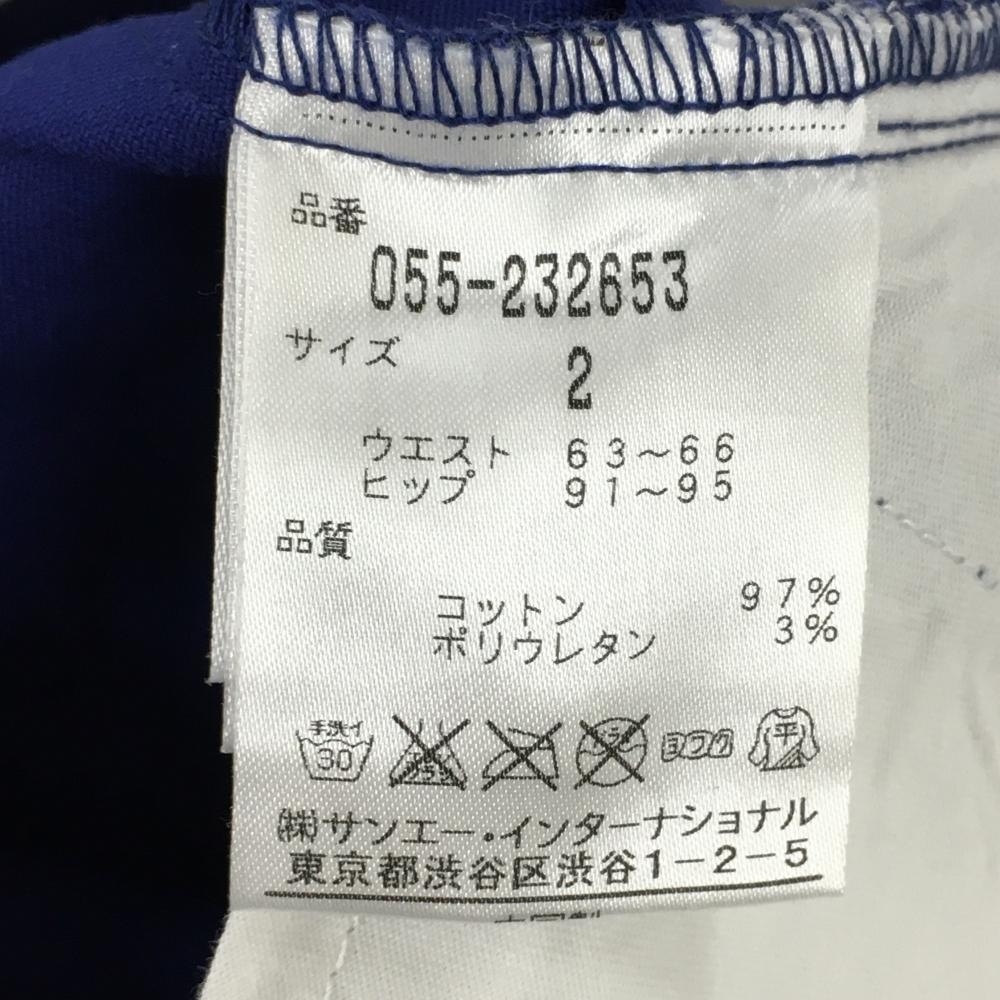 品番
055-232653
サイズ
2
ウエスト 63～66
ヒップ 91～95
品質
コットン 97%
ポリウレタン 3%
手洗イ
30
ヨワク
平
(株)サンエー・インターナショナル
東京都渋谷区渋谷1-2-5